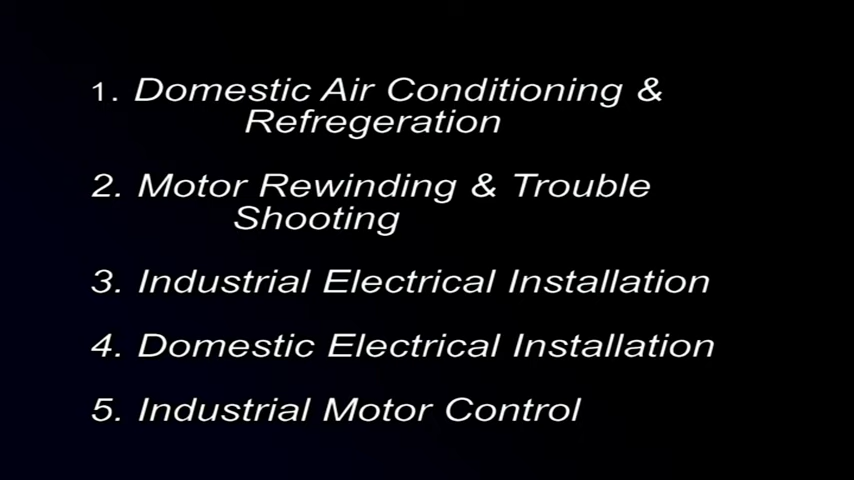 1. Domestic Air Conditioning &
Refregeration
2. Motor Rewinding & Trouble
Shooting
3. Industrial Electrical Installation
4. Domestic Electrical Installation
5. Industrial Motor Control